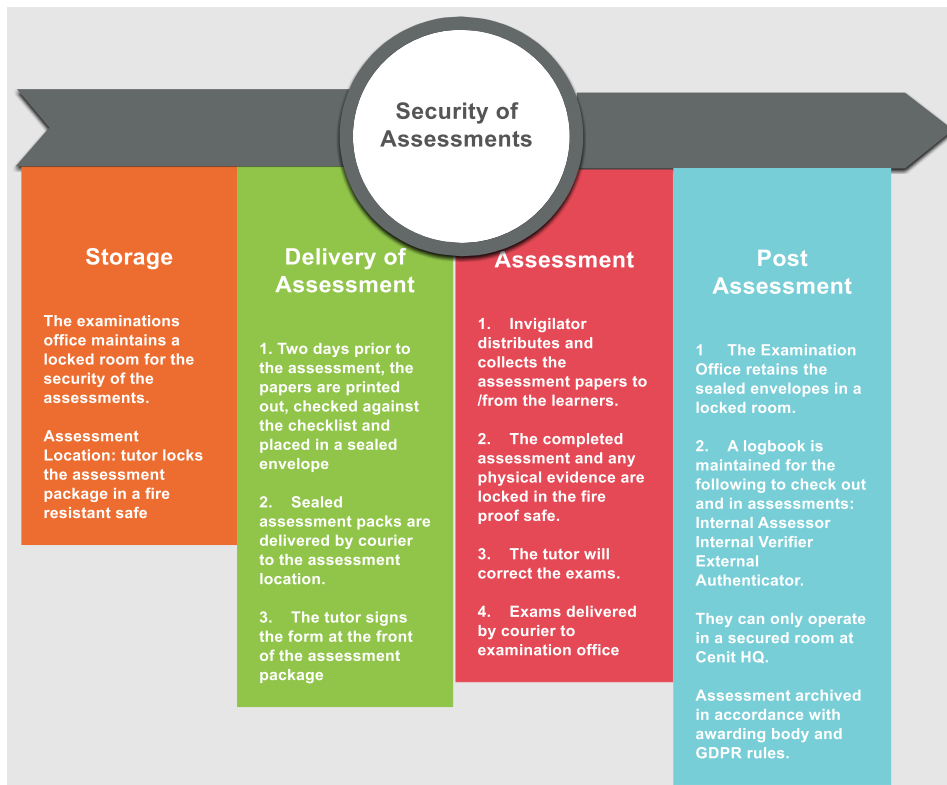 Security of
Assessments
Storage
The examinations
office maintains a
locked room for the
security of the
assessments.
Assessment
Location: tutor locks
the assessment
package in a fire
resistant safe
Delivery of
Assessment
1. Two days prior to
the assessment, the
papers are printed
out, checked against
the checklist and
placed in a sealed
envelope
2. Sealed
assessment packs are
delivered by courier
to the assessment
location.
3. The tutor signs
the form at the front
of the assessment
package
Assessment
1. Invigilator
distributes and
collects the
assessment papers to
/from the learners.
2. The completed
assessment and any
physical evidence are
locked in the fire
proof safe.
3. The tutor will
correct the exams.
4. Exams delivered
by courier to
examination office
Post
Assessment
1 The Examination
Office retains the
sealed envelopes in a
locked room.
2. A logbook is
maintained for the
following to check out
and in assessments:
Internal Assessor
Internal Verifier
External
Authenticator.
They can only operate
in a secured room at
Cenit HQ.
Assessment archived
in accordance with
awarding body and
GDPR rules.